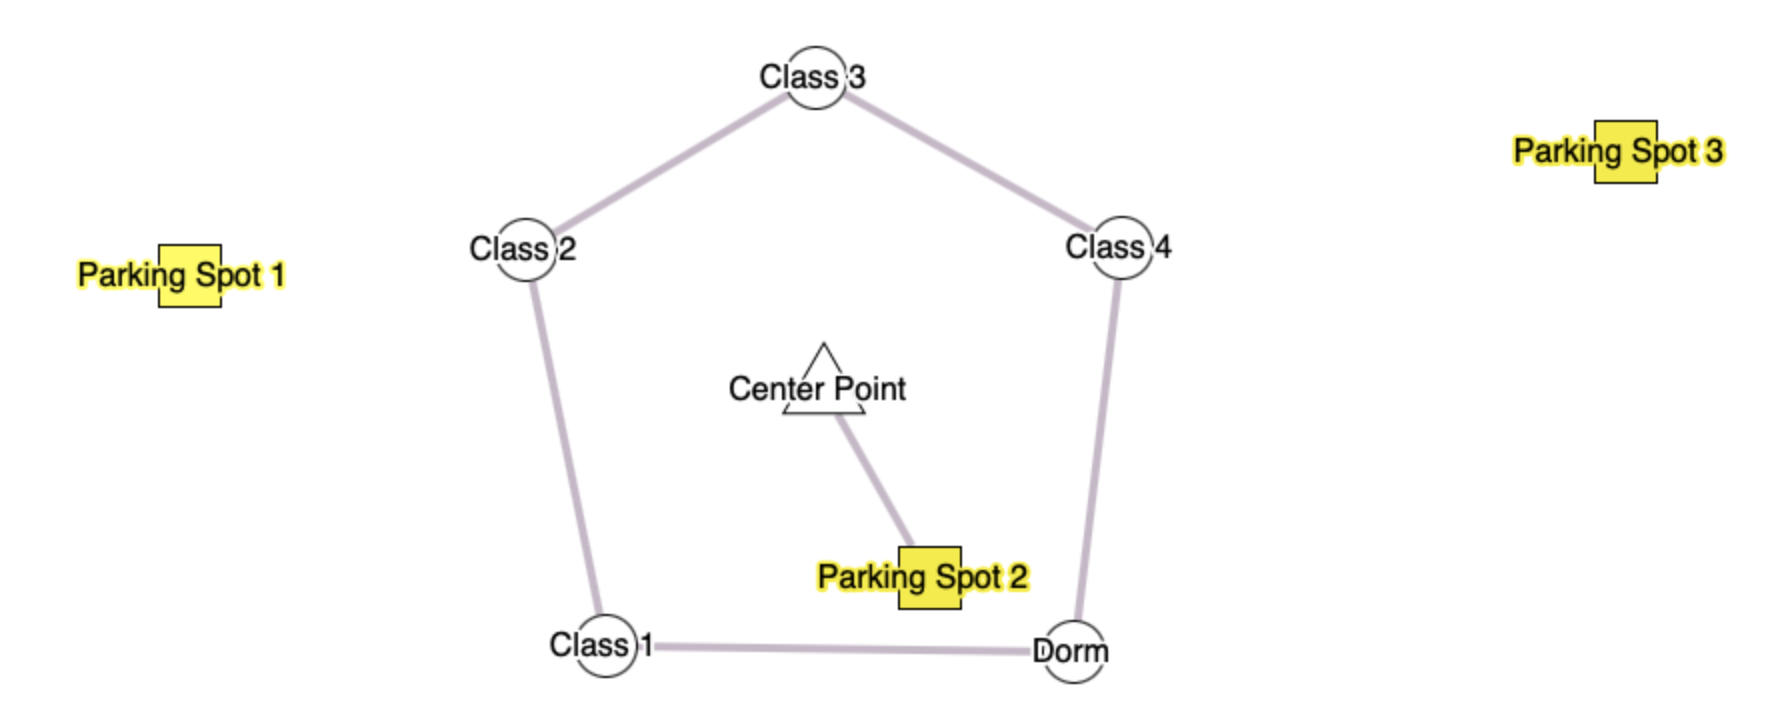 Class 3
Parking Spot 3
Class 2
Class 4
Parking Spot 1
Center Point
Parking Spot 2
Class 1
Dorm